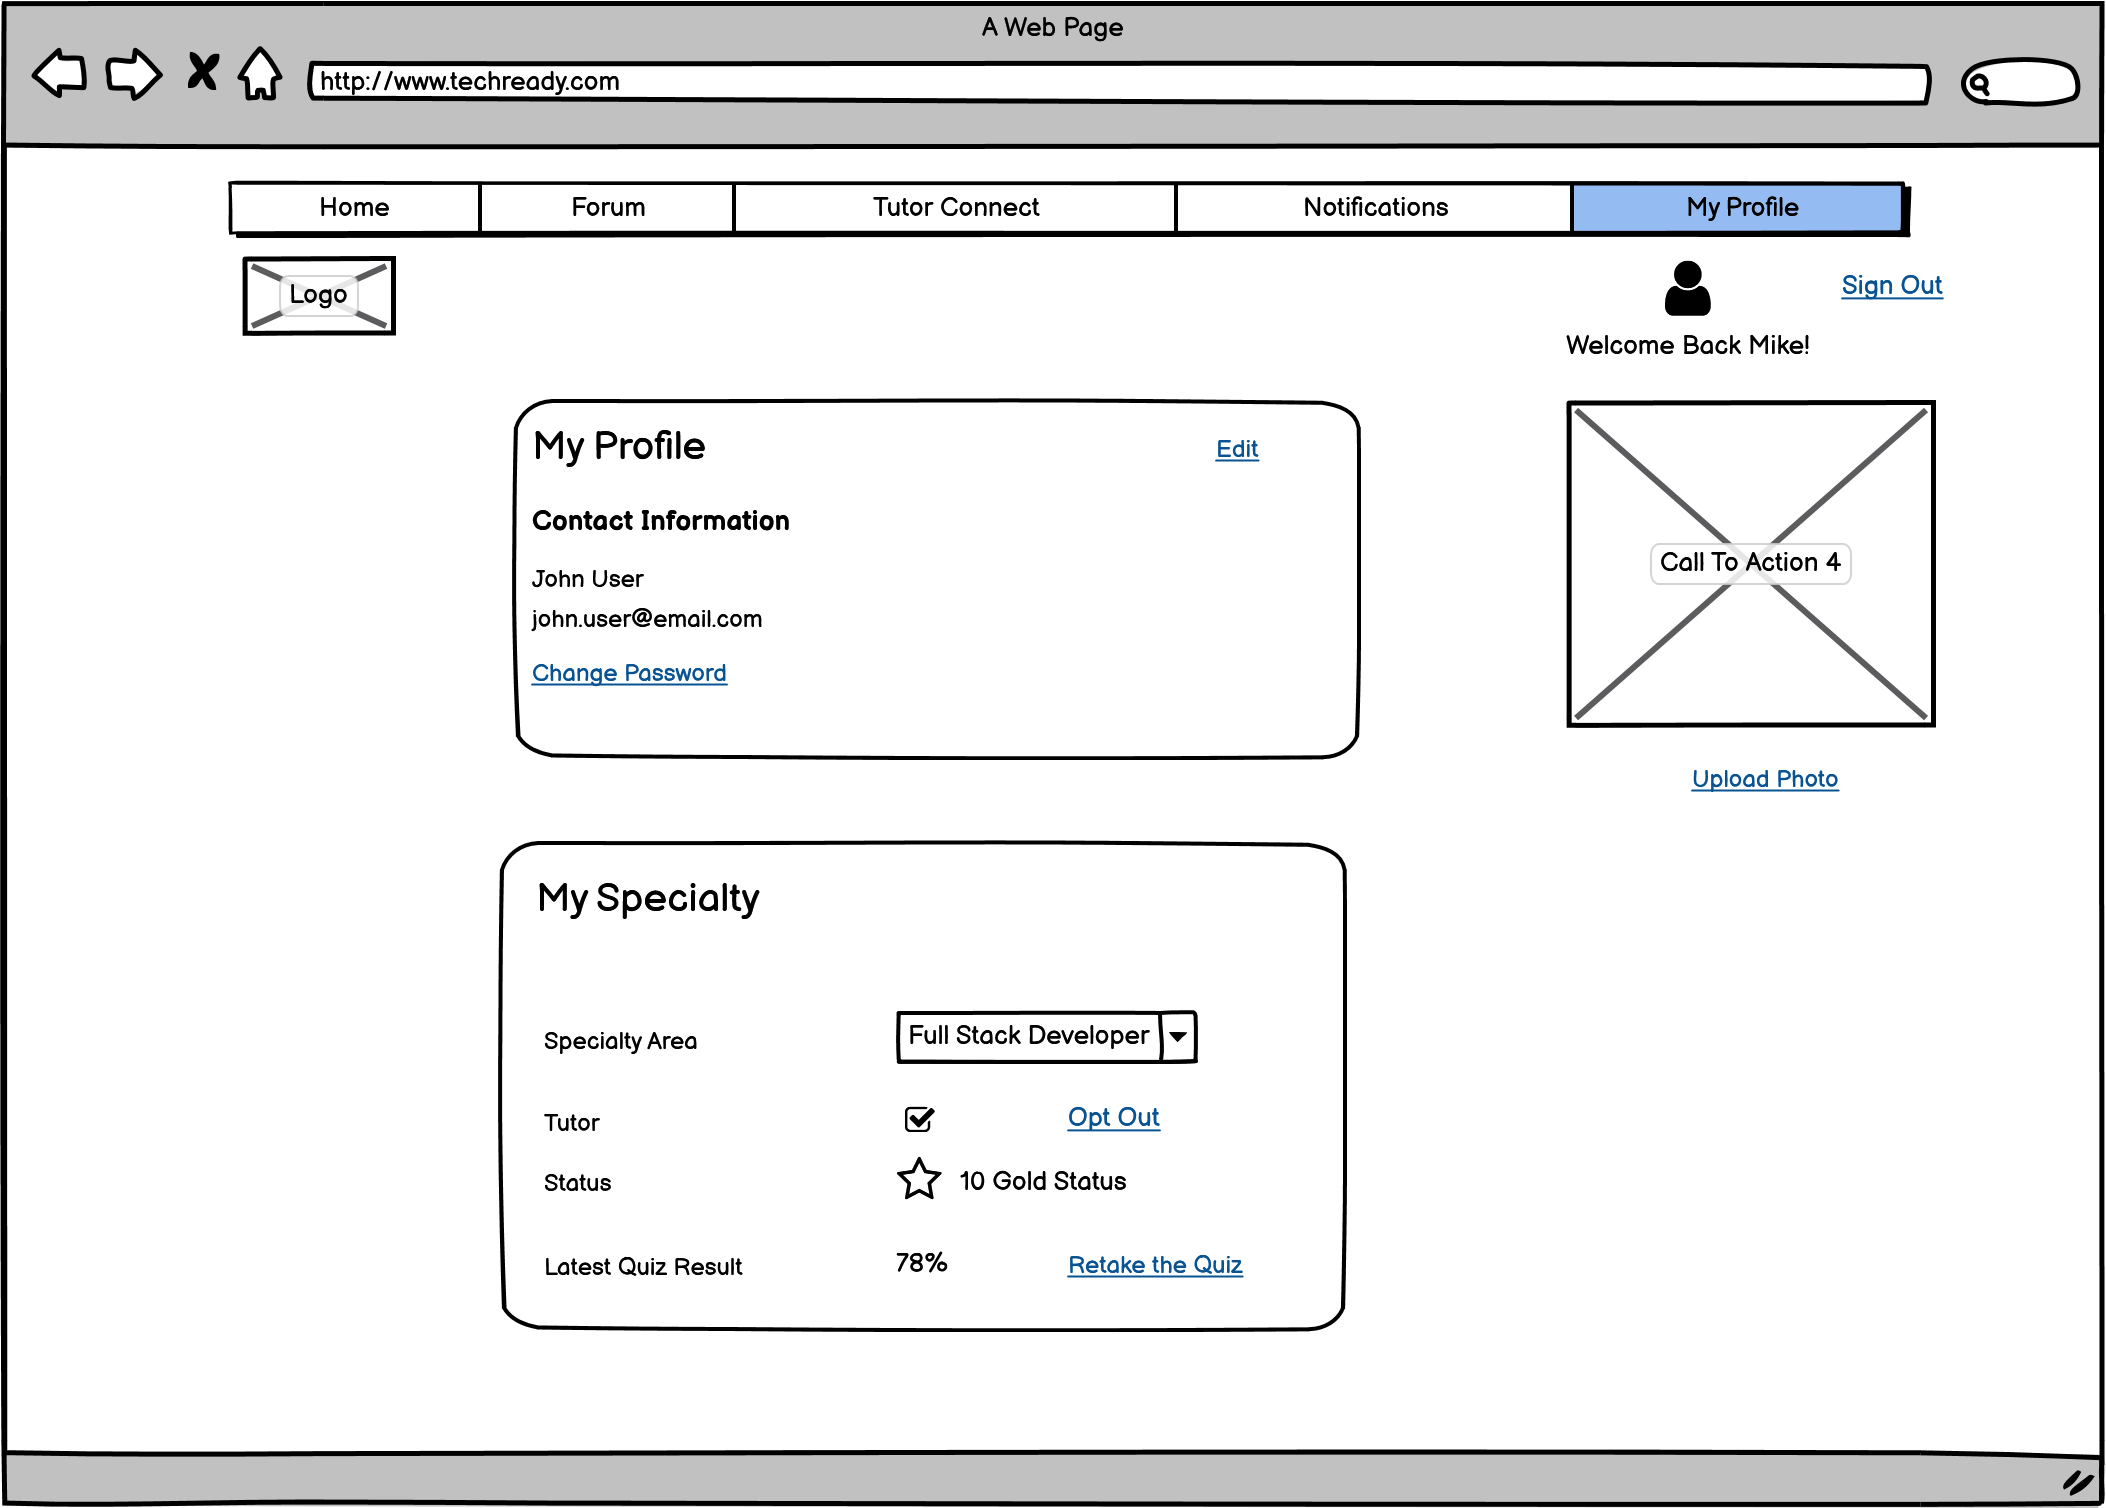 A Web Page
http://www.techready.com
Home Forum Tutor Connect Notifications My Profile
Logo
Sign Out
Welcome Back Mike!
My Profile Edit
Contact Information
John User
john.user@email.com
Change Password
Call To Action 4
Upload Photo
My Specialty
Specialty Area Full Stack Developer
Tutor Opt Out
Status 10 Gold Status
Latest Quiz Result 78% Retake the Quiz